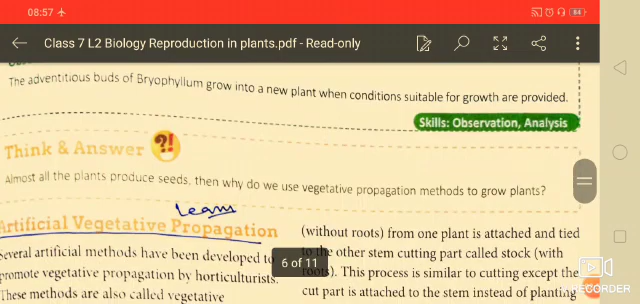 08:57
84
Class 7 L2 Biology Reproduction in plants.pdf - Read-only
The adventitious buds of Bryophyllum grow into a new plant when conditions suitable for growth are provided.
Skills: Observation, Analysis
Think & Answer ?!
Almost all the plants produce seeds, then why do we use vegetative propagation methods to grow plants?
learn
Artificial Vegetative Propagation
Several artificial methods have been developed to
promote vegetative propagation by horticulturists.
These methods are also called vegetative
(without roots) from one plant is attached and tied
to the other stem cutting part called stock (with
roots). This process is similar to cutting except the
cut part is attached to the stem instead of planting
6 of 11
RECORDER